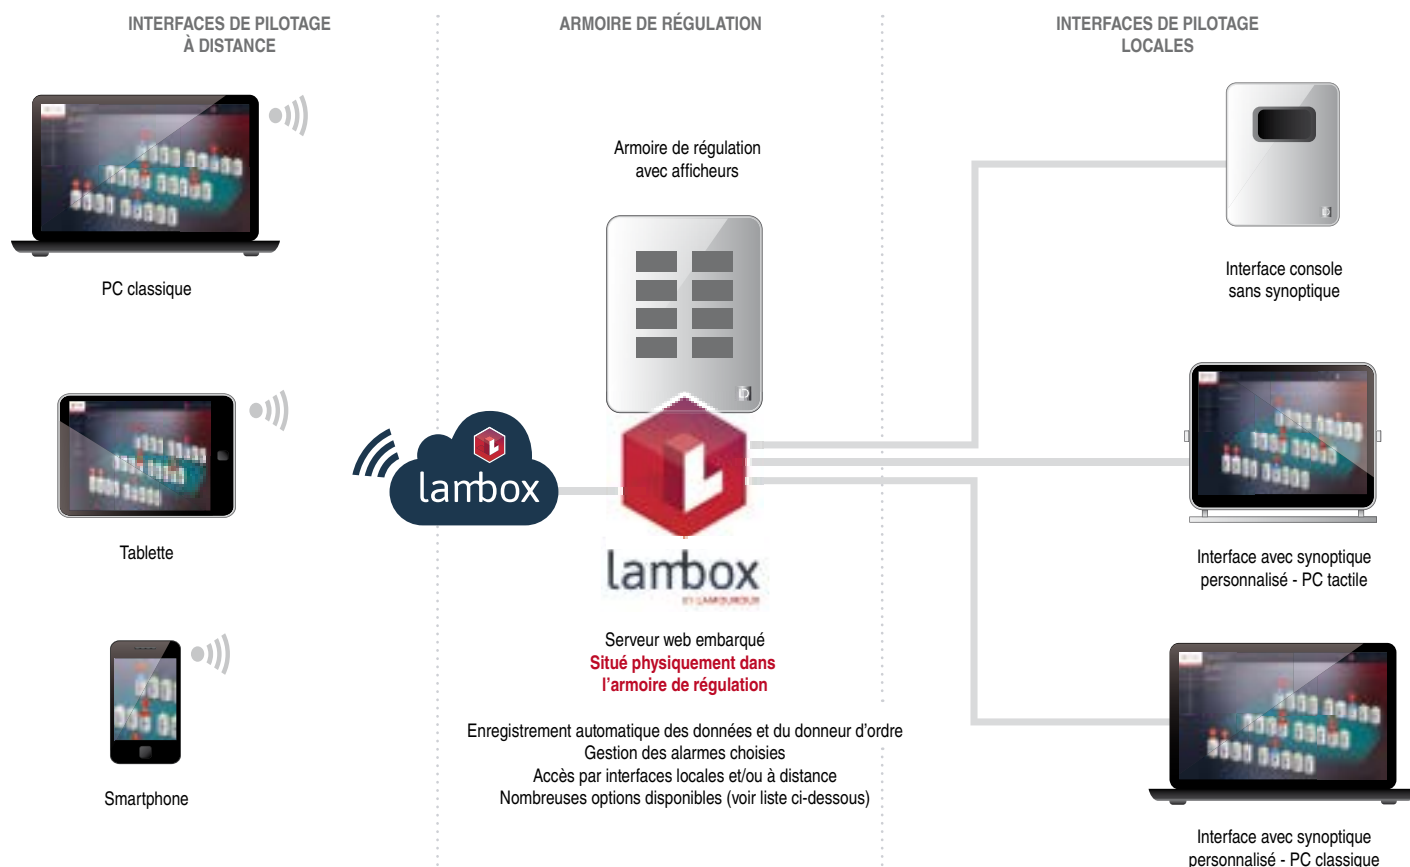 INTERFACES DE PILOTAGE
À DISTANCE
ARMOIRE DE RÉGULATION
INTERFACES DE PILOTAGE
LOCALES
PC classique
Tablette
Smartphone
Armoire de régulation
avec afficheurs
lambox
lambox
BY LAMOUROUX
Serveur web embarqué
Situé physiquement dans
l'armoire de régulation
Enregistrement automatique des données et du donneur d'ordre
Gestion des alarmes choisies
Accès par interfaces locales et/ou à distance
Nombreuses options disponibles (voir liste ci-dessous)
Interface console
sans synoptique
Interface avec synoptique
personnalisé - PC tactile
Interface avec synoptique
personnalisé - PC classique